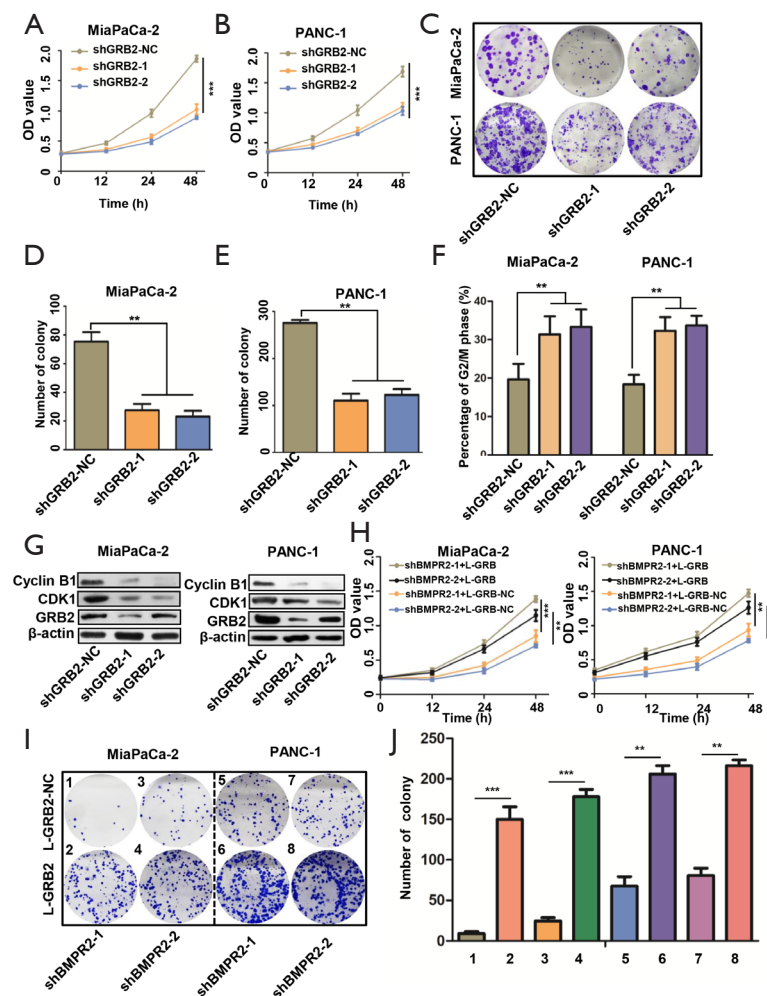 A
MiaPaCa-2
OD value
2.0
1.5
1.0
0.5
0
shGRB2-NC
shGRB2-1
shGRB2-2
***
0 12 24 48
Time (h)
B
PANC-1
OD value
2.0
1.5
1.0
0.5
0
shGRB2-NC
shGRB2-1
shGRB2-2
***
0 12 24 48
Time (h)
C
MiaPaCa-2
PANC-1
shGRB2-NC
shGRB2-1
shGRB2-2
D
MiaPaCa-2
Number of colony
100
80
60
40
20
0
**
shGRB2-NC
shGRB2-1
shGRB2-2
E
PANC-1
Number of colony
300
200
100
0
**
shGRB2-NC
shGRB2-1
shGRB2-2
F
MiaPaCa-2
PANC-1
Percentage of G2/M phase (%)
40
30
20
10
0
**
**
shGRB2-NC
shGRB2-1
shGRB2-2
shGRB2-NC
shGRB2-1
shGRB2-2
G
MiaPaCa-2
Cyclin B1
CDK1
GRB2
β-actin
shGRB2-NC
shGRB2-1
shGRB2-2
PANC-1
Cyclin B1
CDK1
GRB2
β-actin
shGRB2-NC
shGRB2-1
shGRB2-2
H
MiaPaCa-2
OD value
2.0
1.5
1.0
0.5
0
shBMPR2-1+L-GRB
shBMPR2-2+L-GRB
shBMPR2-1+L-GRB-NC
shBMPR2-2+L-GRB-NC
***
**
0 12 24 48
Time (h)
PANC-1
OD value
2.0
1.5
1.0
0.5
0
shBMPR2-1+L-GRB
shBMPR2-2+L-GRB
shBMPR2-1+L-GRB-NC
shBMPR2-2+L-GRB-NC
**
0 12 24 48
Time (h)
I
MiaPaCa-2
PANC-1
L-GRB2-NC
1 3 5 7
L-GRB2
2 4 6 8
shBMPR2-1
shBMPR2-2
shBMPR2-1
shBMPR2-2
J
Number of colony
250
200
150
100
50
0
***
***
**
**
1 2 3 4 5 6 7 8